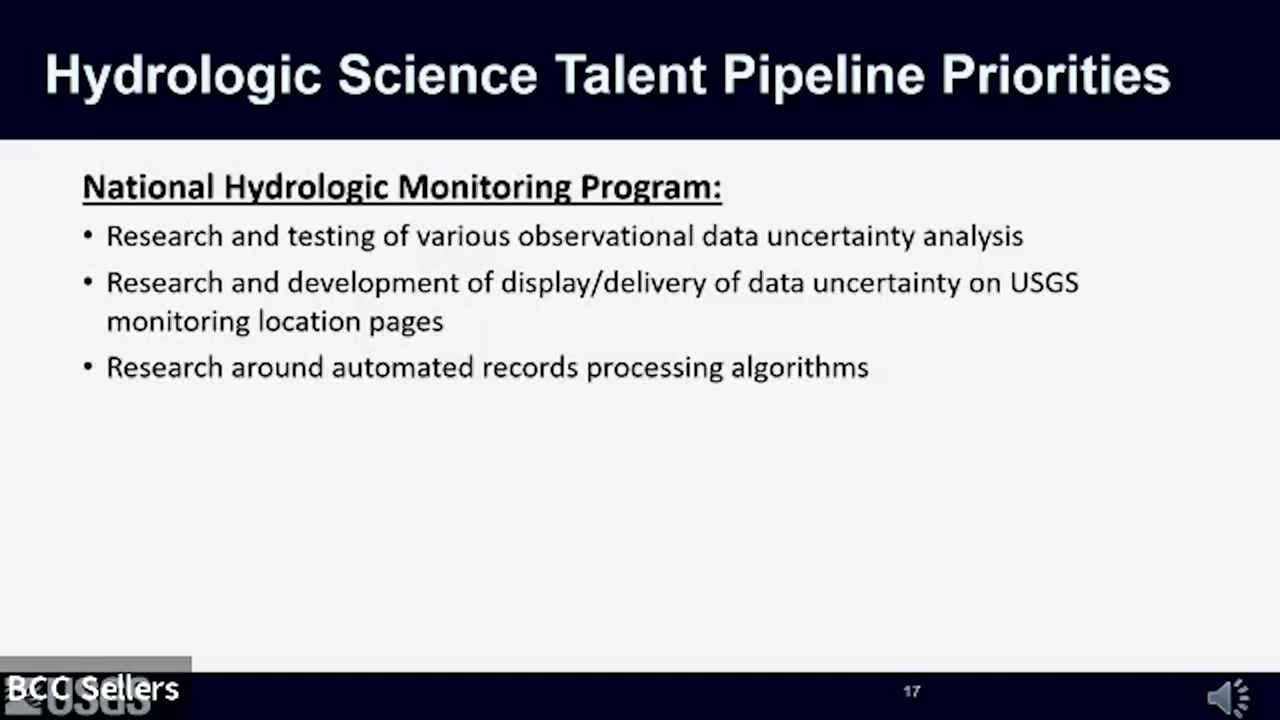 Hydrologic Science Talent Pipeline Priorities
National Hydrologic Monitoring Program:
• Research and testing of various observational data uncertainty analysis
• Research and development of display/delivery of data uncertainty on USGS
monitoring location pages
• Research around automated records processing algorithms
BCC Sellers
USGS
17